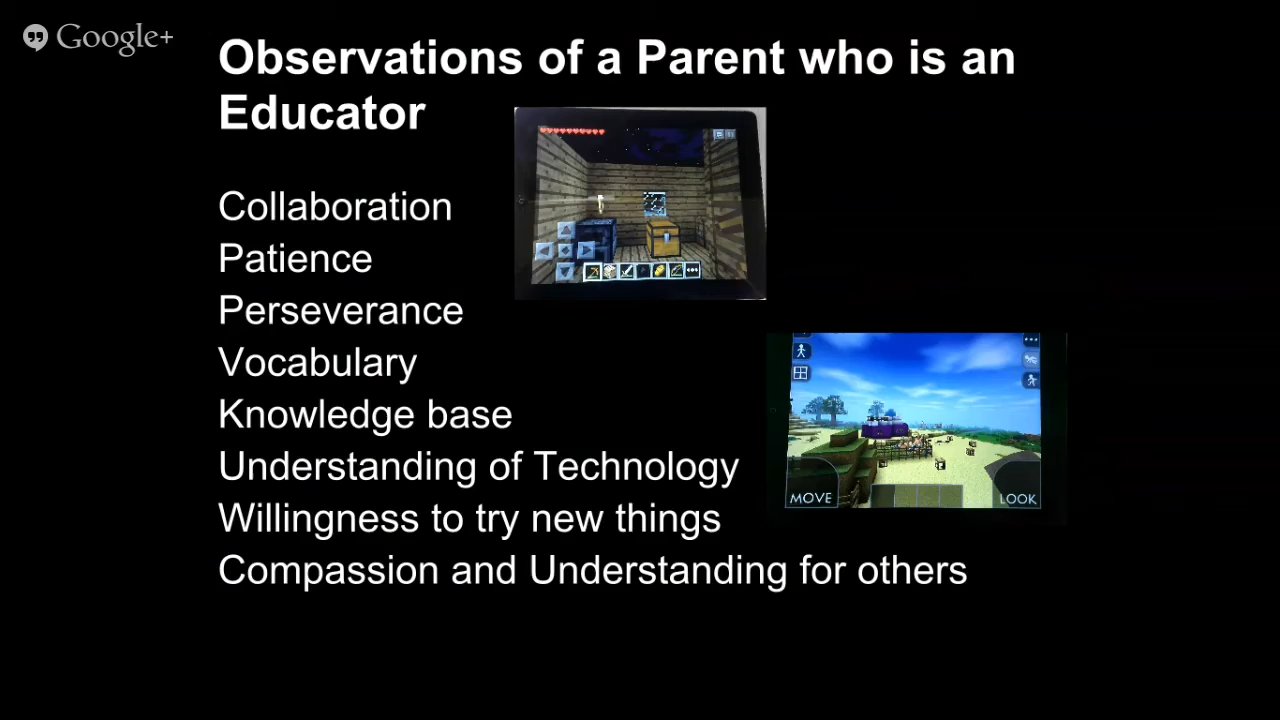 Google+
Observations of a Parent who is an
Educator
Collaboration
Patience
Perseverance
Vocabulary
Knowledge base
Understanding of Technology
Willingness to try new things
Compassion and Understanding for others
MOVE
LOOK